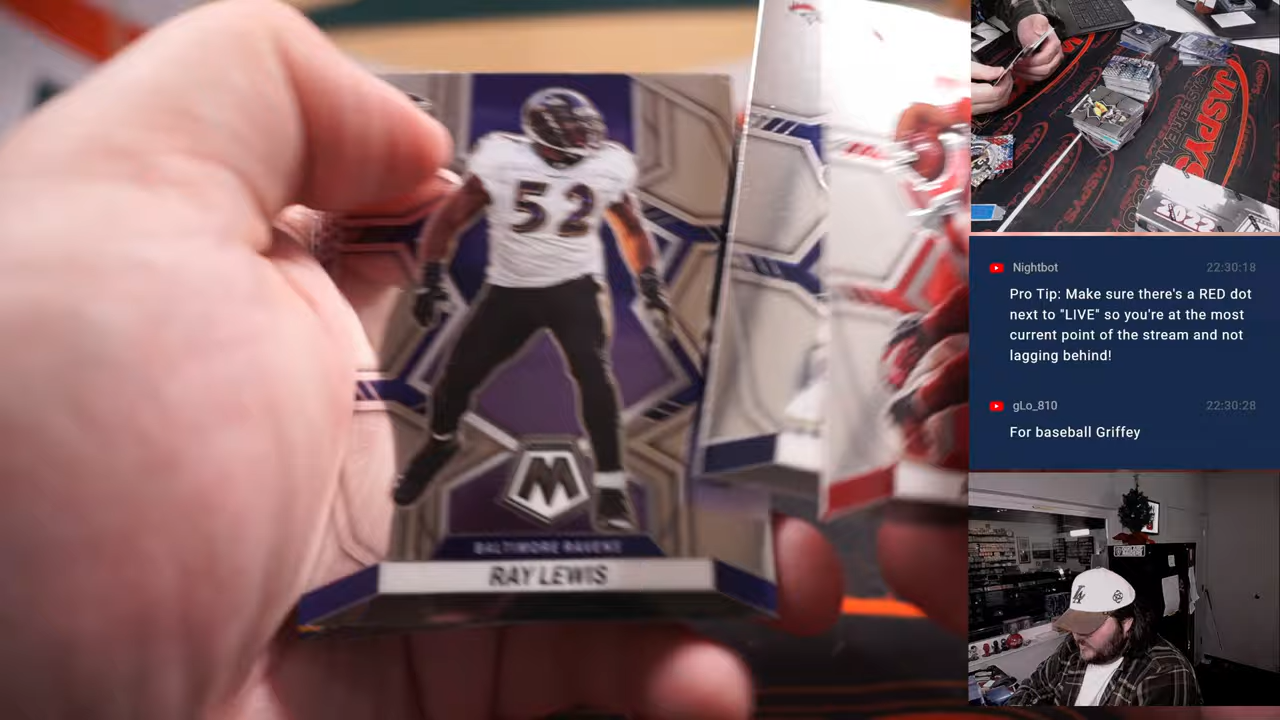 52
M
BALTIMORE RAVENS
RAY LEWIS
JASPYS
2022
Nightbot 22:30:18
Pro Tip: Make sure there's a RED dot
next to "LIVE" so you're at the most
current point of the stream and not
lagging behind!
gLo_810 22:30:28
For baseball Griffey
LA